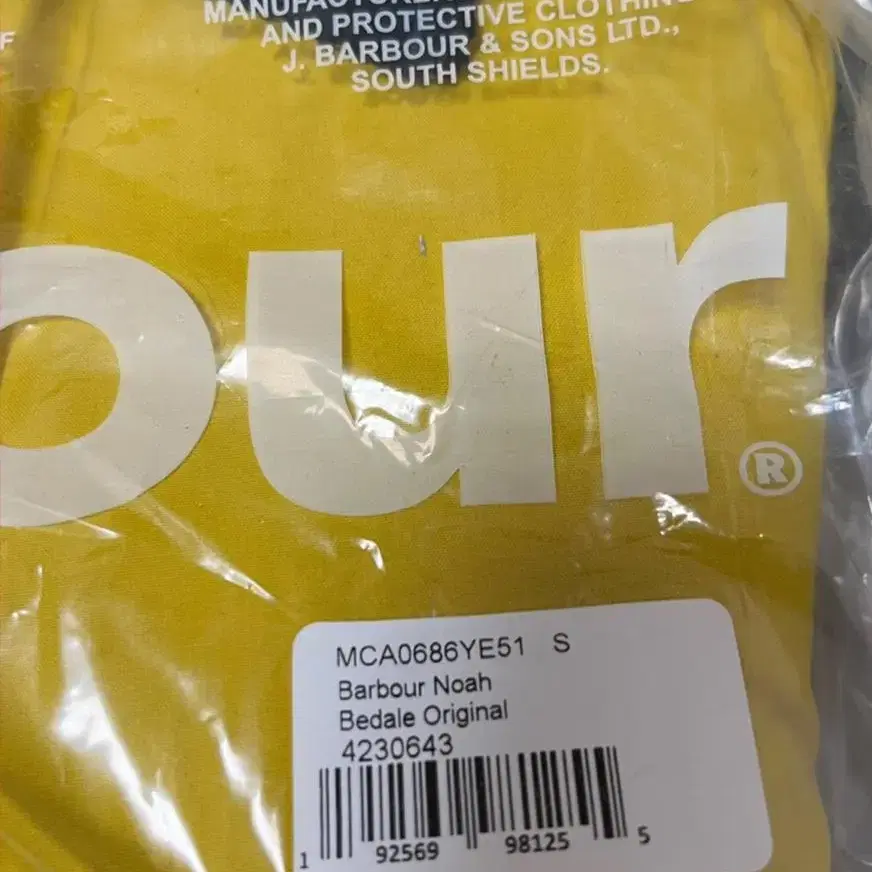 AND PROTECTIVE CLOTHING
F
J. BARBOUR & SONS LTD.,
SOUTH SHIELDS.
our®
MCA0686YE51 S
Barbour Noah
Bedale Original
4230643
1 92569 98125 5